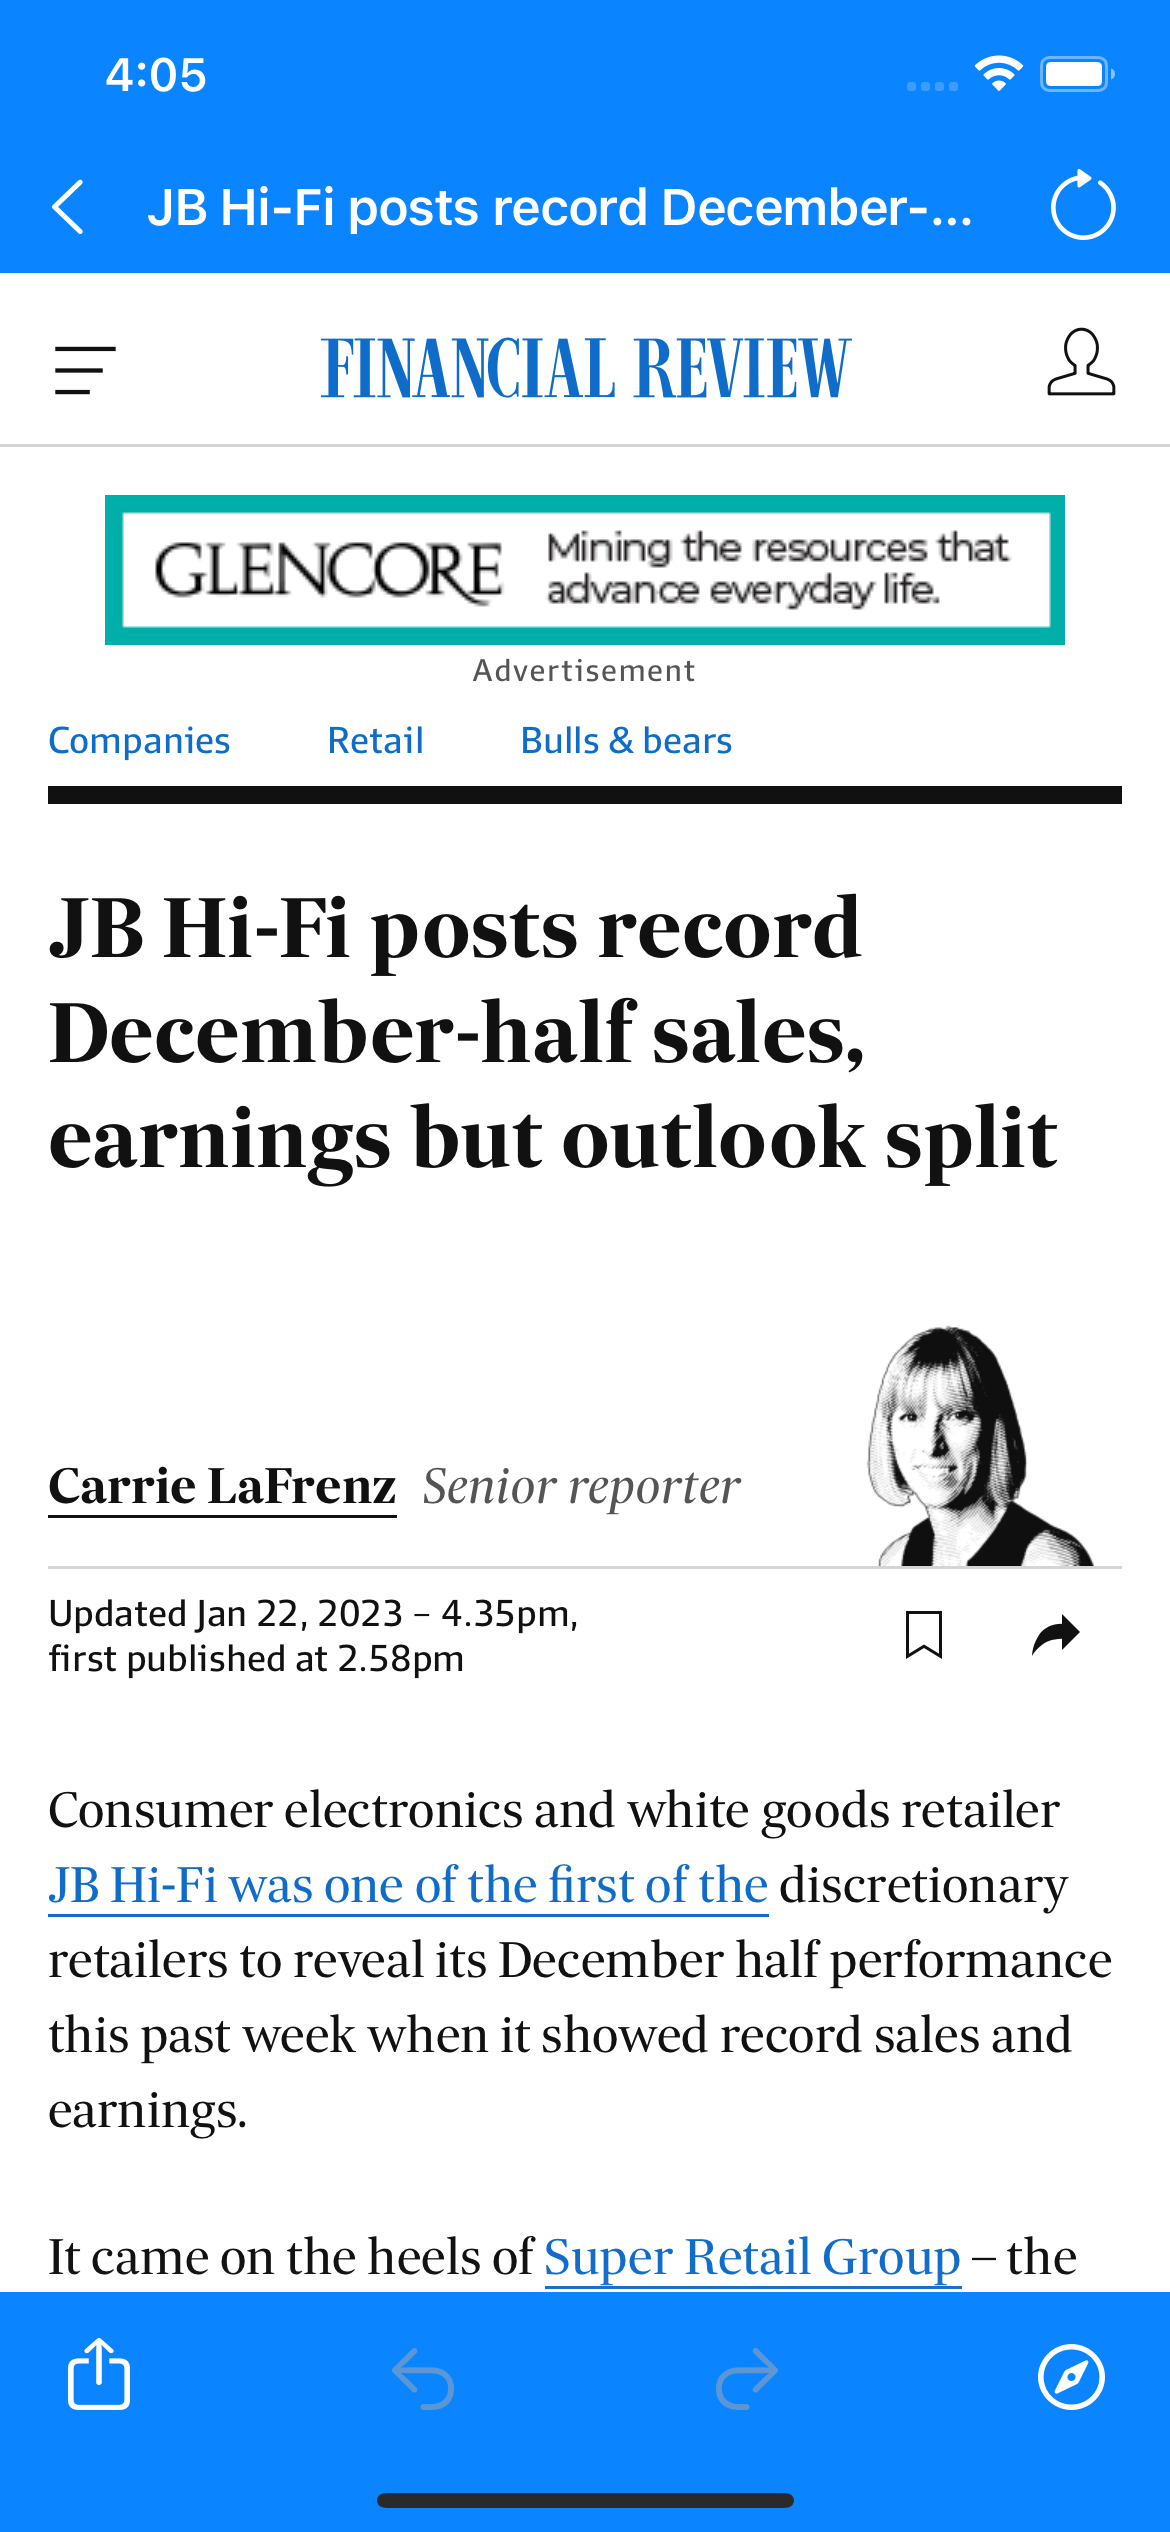 4:05
JB Hi-Fi posts record December-...
FINANCIAL REVIEW
GLENCORE
Mining the resources that
advance everyday life.
Advertisement
Companies Retail Bulls & bears
JB Hi-Fi posts record
December-half sales,
earnings but outlook split
Carrie LaFrenz Senior reporter
Updated Jan 22, 2023 – 4.35pm,
first published at 2.58pm
Consumer electronics and white goods retailer
JB Hi-Fi was one of the first of the discretionary
retailers to reveal its December half performance
this past week when it showed record sales and
earnings.
It came on the heels of Super Retail Group – the